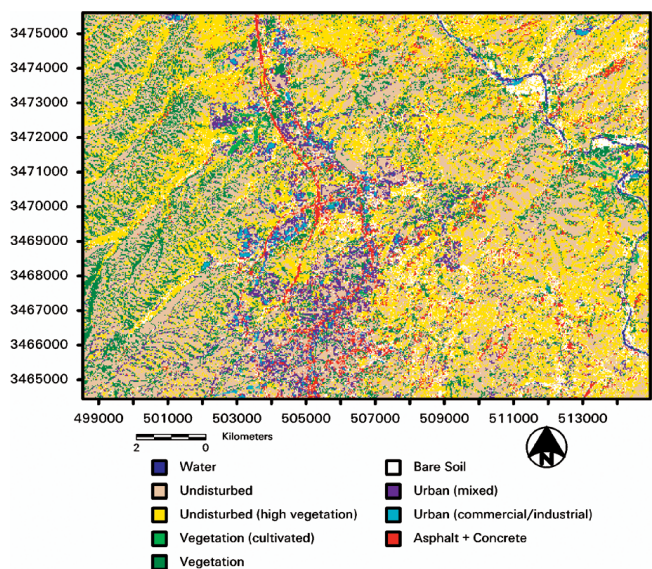 3475000
3474000
3473000
3472000
3471000
3470000
3469000
3468000
3467000
3466000
3465000
499000 501000 503000 505000 507000 509000 511000 513000
2 0 Kilometers
N
Water
Undisturbed
Undisturbed (high vegetation)
Vegetation (cultivated)
Vegetation
Bare Soil
Urban (mixed)
Urban (commercial/industrial)
Asphalt + Concrete